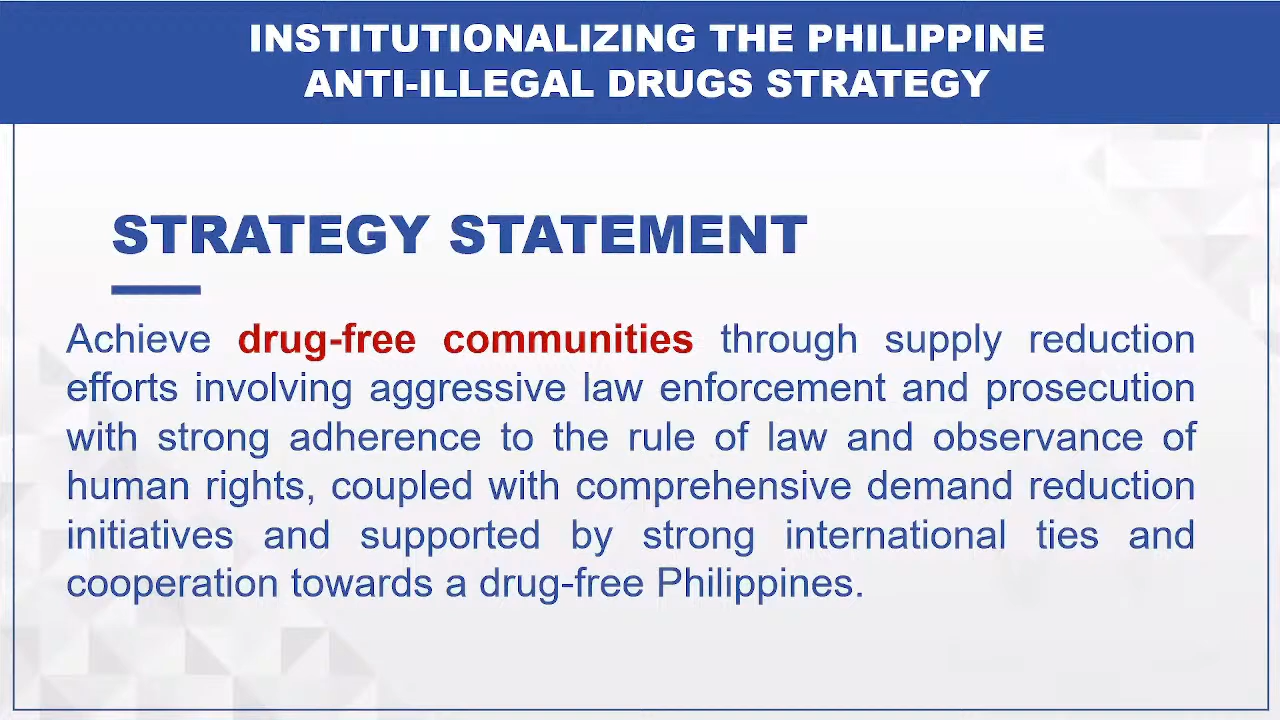 INSTITUTIONALIZING THE PHILIPPINE
ANTI-ILLEGAL DRUGS STRATEGY
STRATEGY STATEMENT
Achieve drug-free communities through supply reduction
efforts involving aggressive law enforcement and prosecution
with strong adherence to the rule of law and observance of
human rights, coupled with comprehensive demand reduction
initiatives and supported by strong international ties and
cooperation towards a drug-free Philippines.